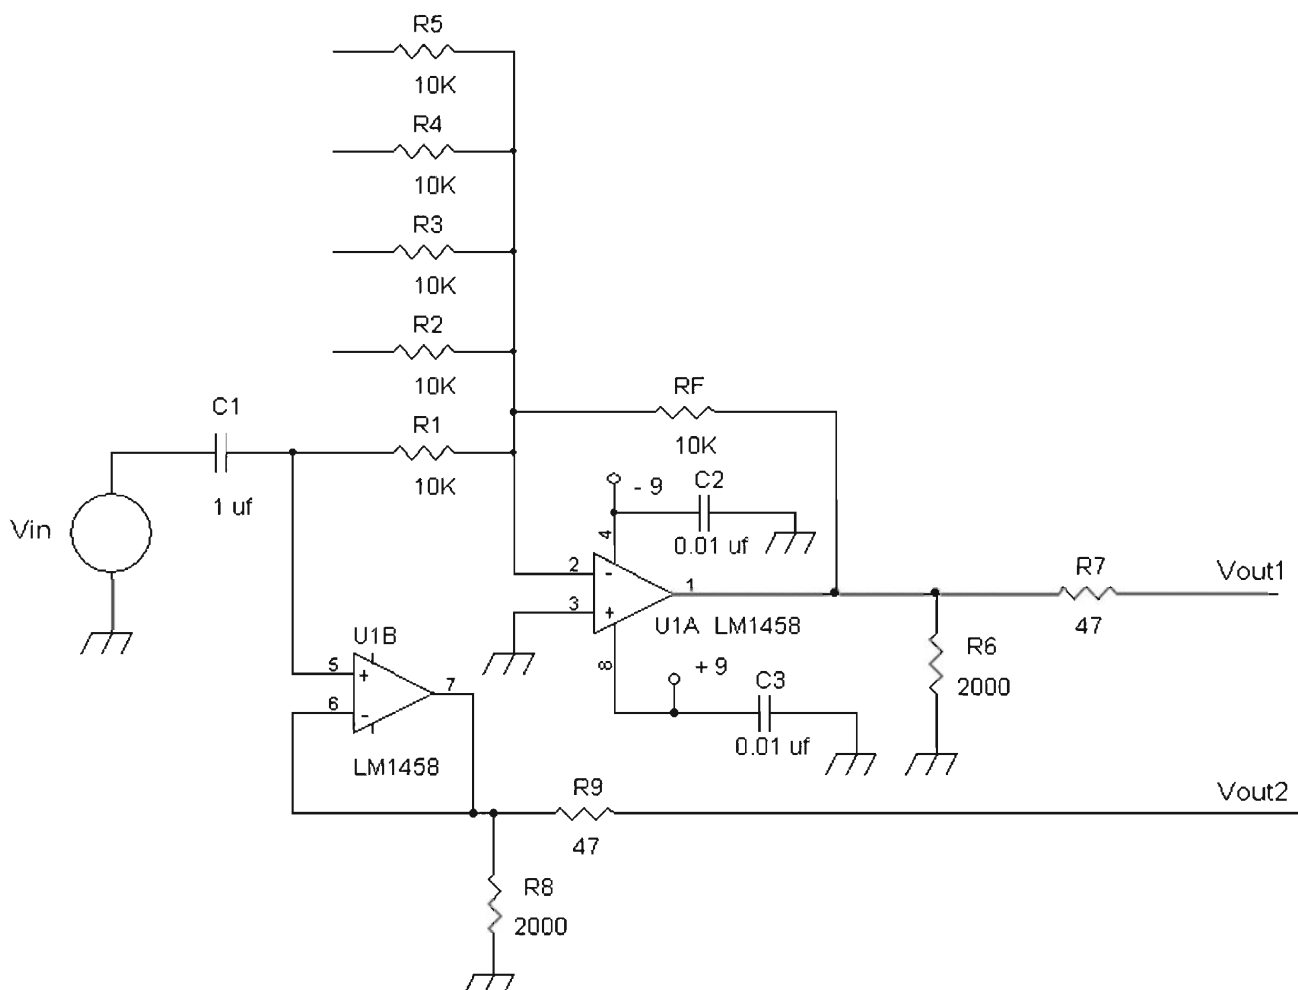 R5
10K
R4
10K
R3
10K
R2
10K
RF
C1
R1
10K
10K
- 9
C2
1 uf
Vin
4
0.01 uf
2
-
1
R7
Vout1
3
+
U1A LM1458
47
U1B
R6
8
+ 9
5
+
7
C3
2000
6
-
0.01 uf
LM1458
R9
Vout2
47
R8
2000